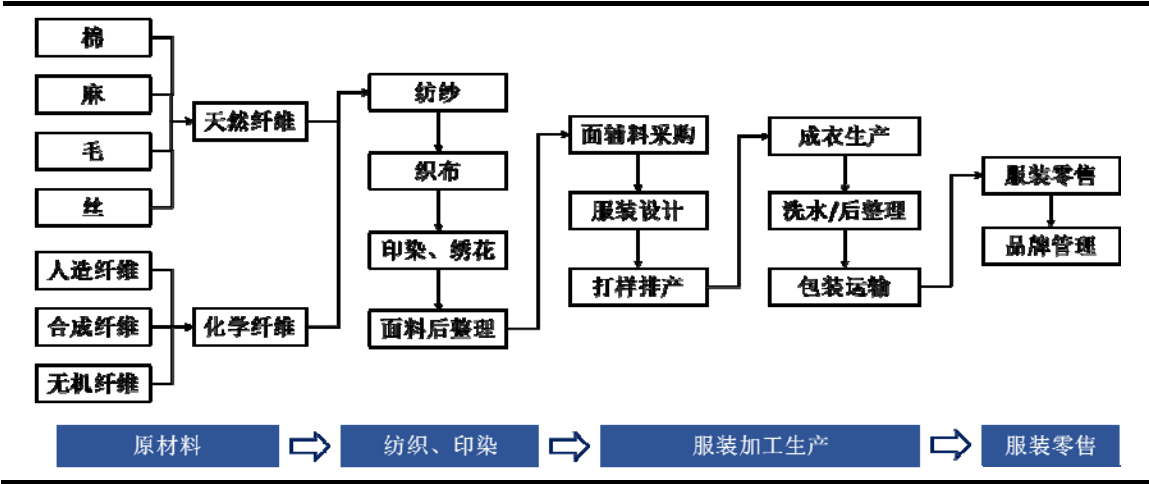 棉
麻
毛
丝
人造纤维
合成纤维
无机纤维
天然纤维
化学纤维
纺纱
织布
印染、绣花
面料后整理
面辅料采购
服装设计
打样排产
成衣生产
洗水/后整理
包装运输
服装零售
品牌管理
原材料
纺织、印染
服装加工生产
服装零售